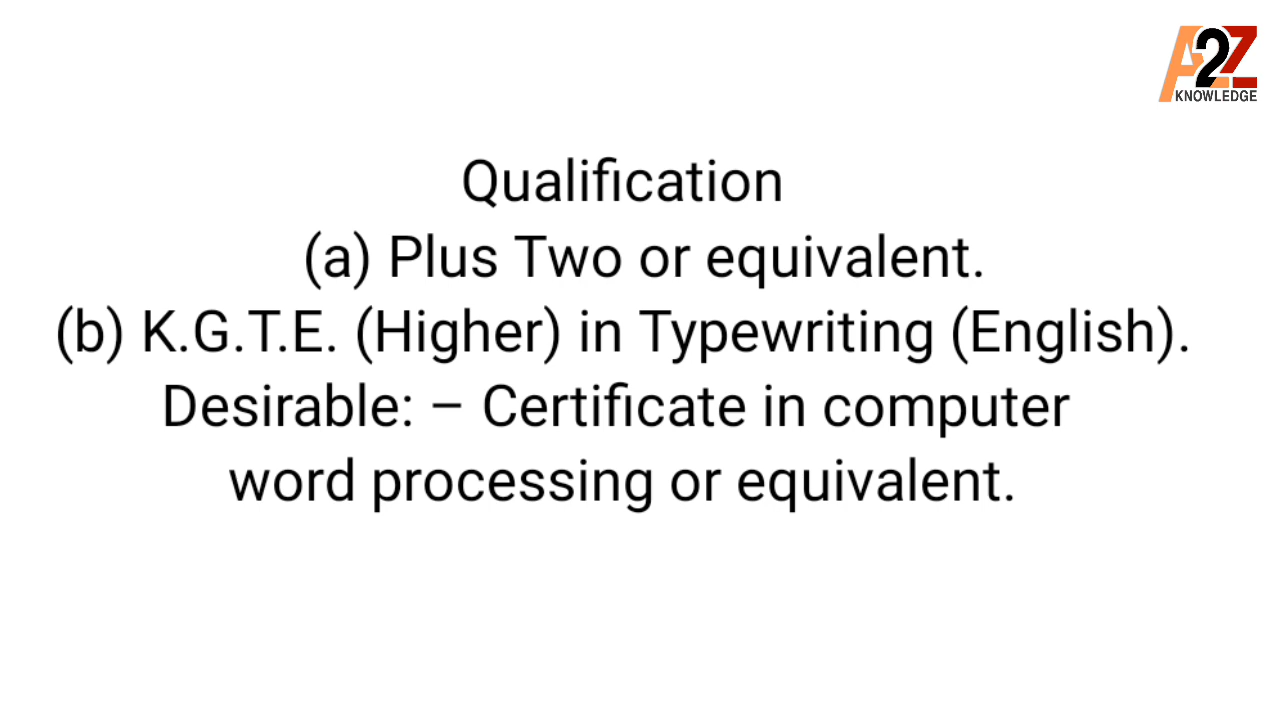 A2Z
KNOWLEDGE
Qualification
(a) Plus Two or equivalent.
(b) K.G.T.E. (Higher) in Typewriting (English).
Desirable: – Certificate in computer
word processing or equivalent.